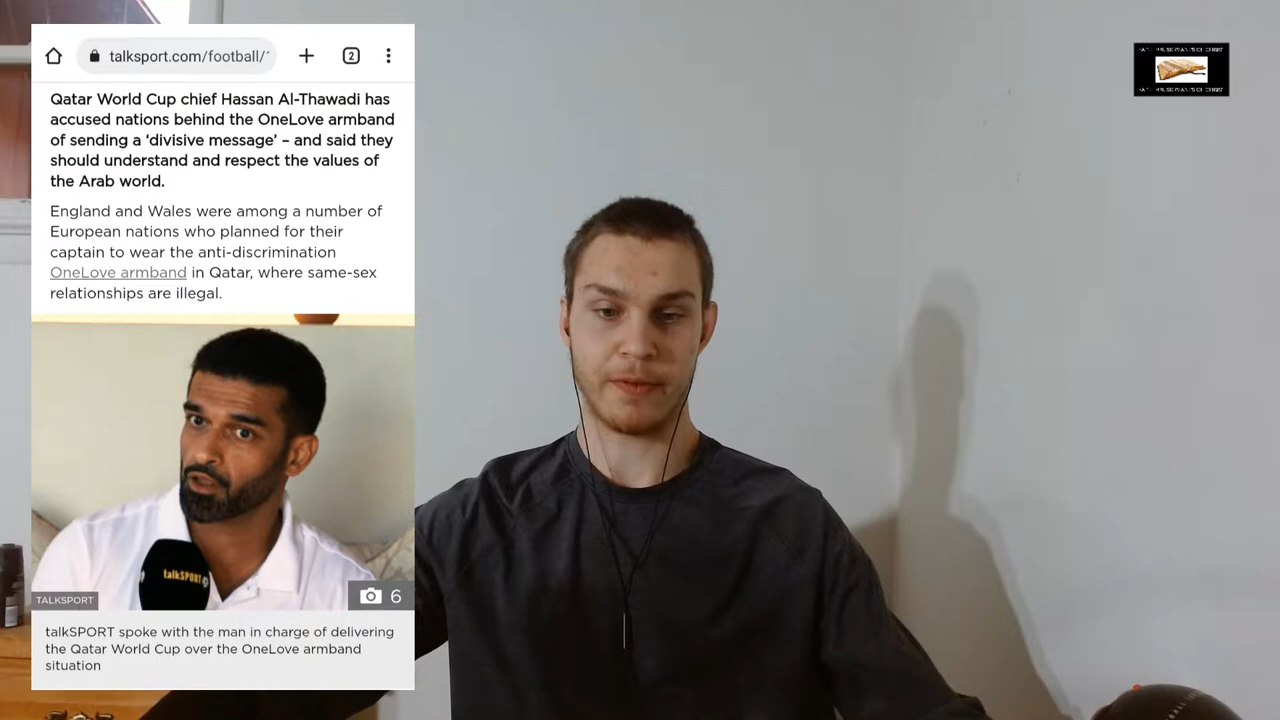 talksport.com/football/
2
Qatar World Cup chief Hassan Al-Thawadi has
accused nations behind the OneLove armband
of sending a ‘divisive message’ – and said they
should understand and respect the values of
the Arab world.
England and Wales were among a number of
European nations who planned for their
captain to wear the anti-discrimination
OneLove armband in Qatar, where same-sex
relationships are illegal.
talkSPORT
TALKSPORT
6
talkSPORT spoke with the man in charge of delivering
the Qatar World Cup over the OneLove armband
situation